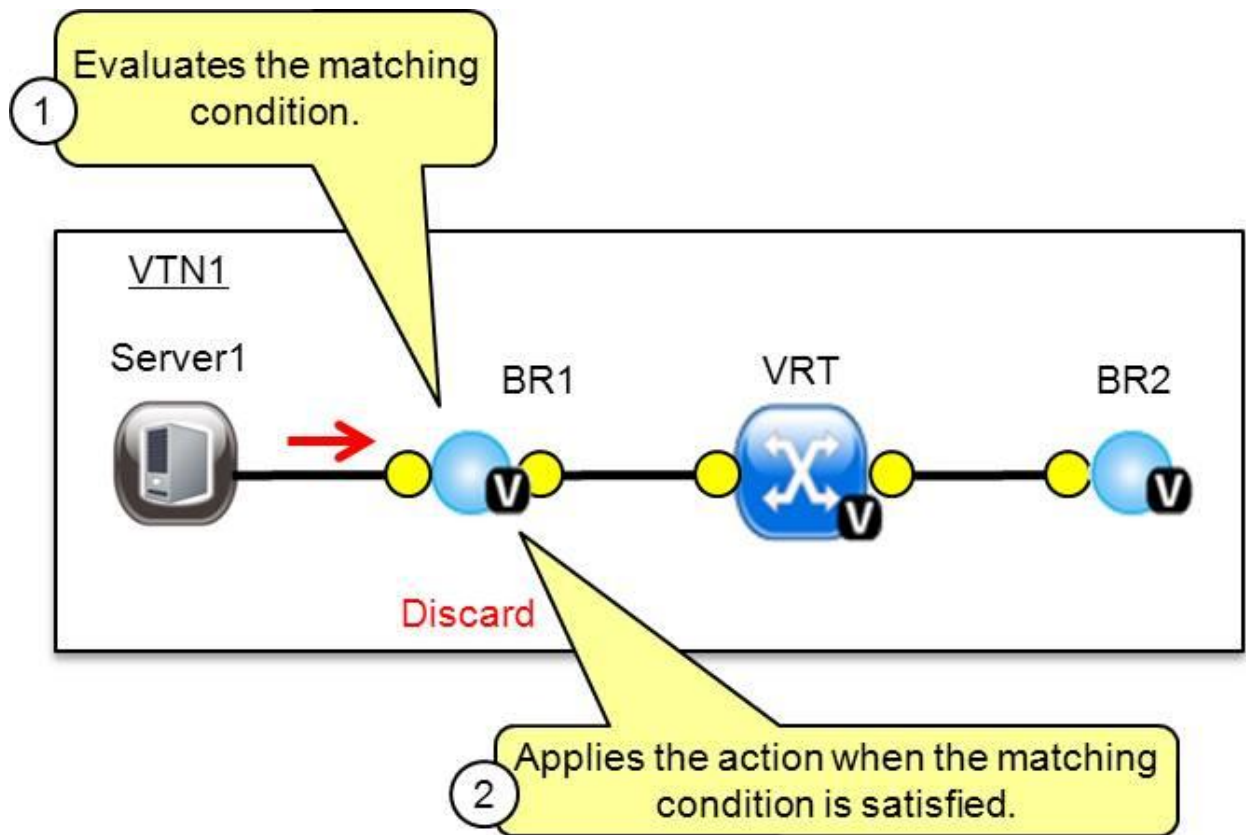 Evaluates the matching
condition.
1
VTN1
Server1
BR1
VRT
BR2
V
V
V
Discard
Applies the action when the matching
condition is satisfied.
2